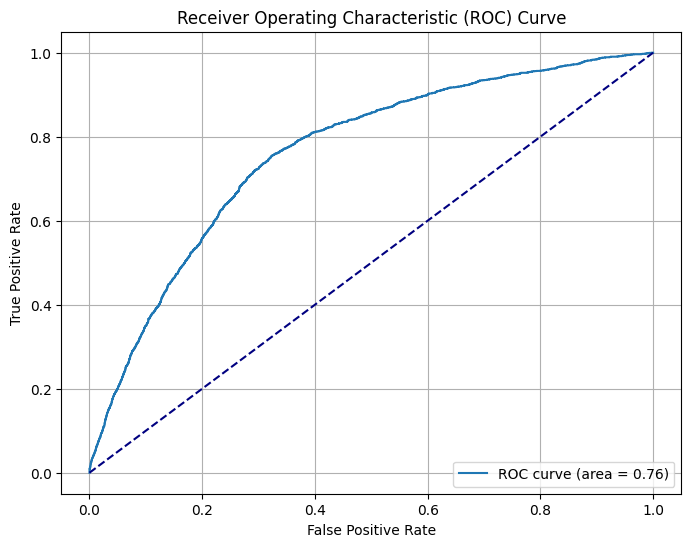 Receiver Operating Characteristic (ROC) Curve
1.0
0.8
0.6
0.4
0.2
0.0
True Positive Rate
ROC curve (area = 0.76)
0.0 0.2 0.4 0.6 0.8 1.0
False Positive Rate